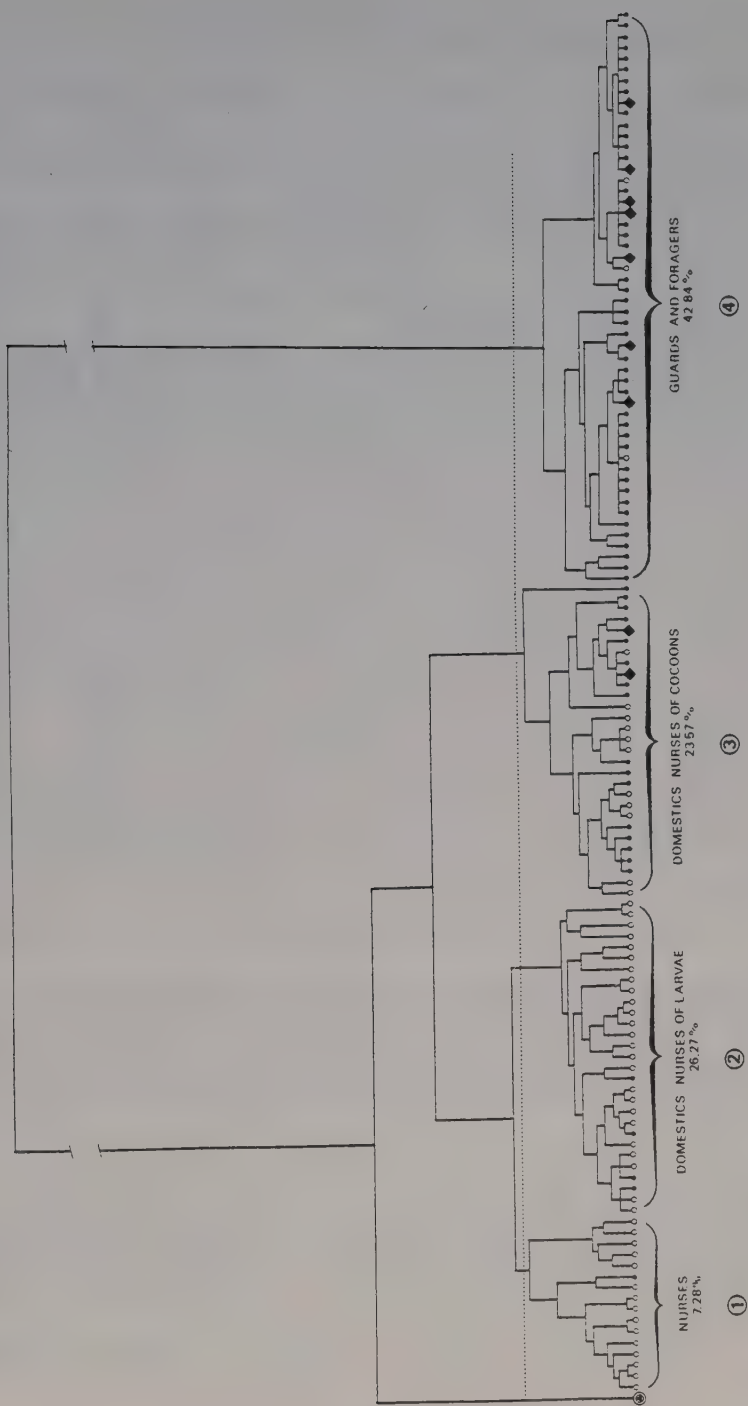 NURSES
7.28%
①
DOMESTICS NURSES OF LARVAE
26.27%
②
DOMESTICS NURSES OF COCOONS
23 57 %
③
GUARDS AND FORAGERS
42 84 %
④